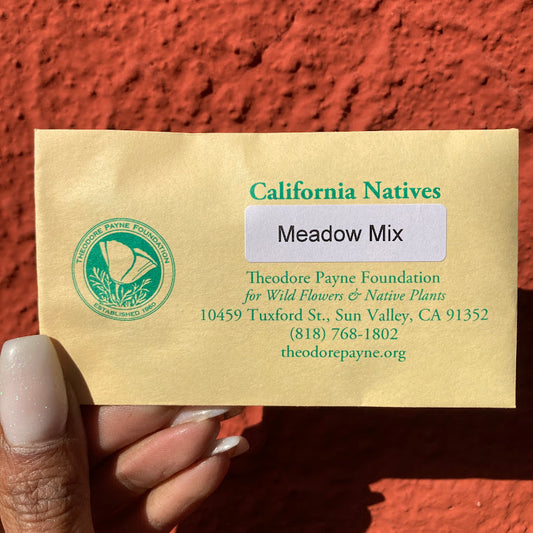 California Natives
Meadow Mix
THEODORE PAYNE FOUNDATION
ESTABLISHED 1960
Theodore Payne Foundation
for Wild Flowers & Native Plants
10459 Tuxford St., Sun Valley, CA 91352
(818) 768-1802
theodorepayne.org